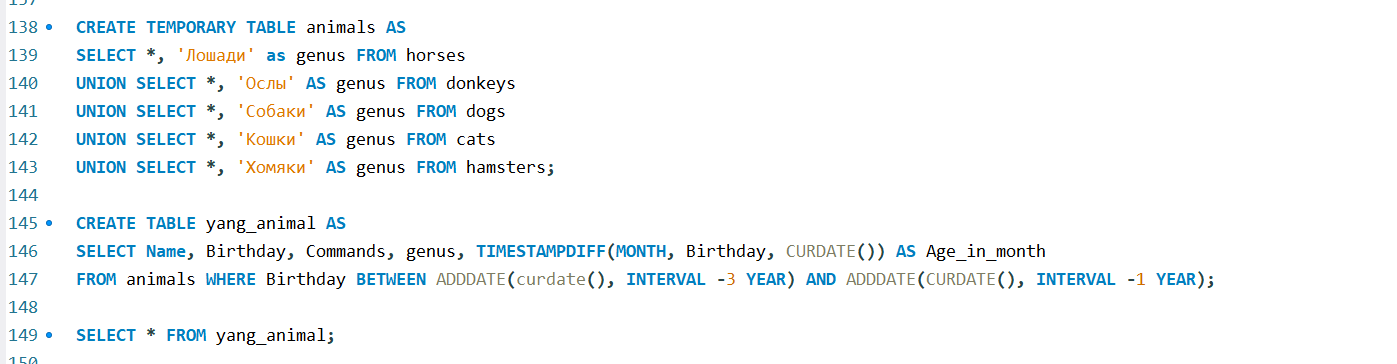 137
138 CREATE TEMPORARY TABLE animals AS
139 SELECT *, 'Лошади' as genus FROM horses
140 UNION SELECT *, 'Ослы' AS genus FROM donkeys
141 UNION SELECT *, 'Собаки' AS genus FROM dogs
142 UNION SELECT *, 'Кошки' AS genus FROM cats
143 UNION SELECT *, 'Хомяки' AS genus FROM hamsters;
144
145 CREATE TABLE yang_animal AS
146 SELECT Name, Birthday, Commands, genus, TIMESTAMPDIFF(MONTH, Birthday, CURDATE()) AS Age_in_month
147 FROM animals WHERE Birthday BETWEEN ADDDATE(curdate(), INTERVAL -3 YEAR) AND ADDDATE(CURDATE(), INTERVAL -1 YEAR);
148
149 SELECT * FROM yang_animal;
150